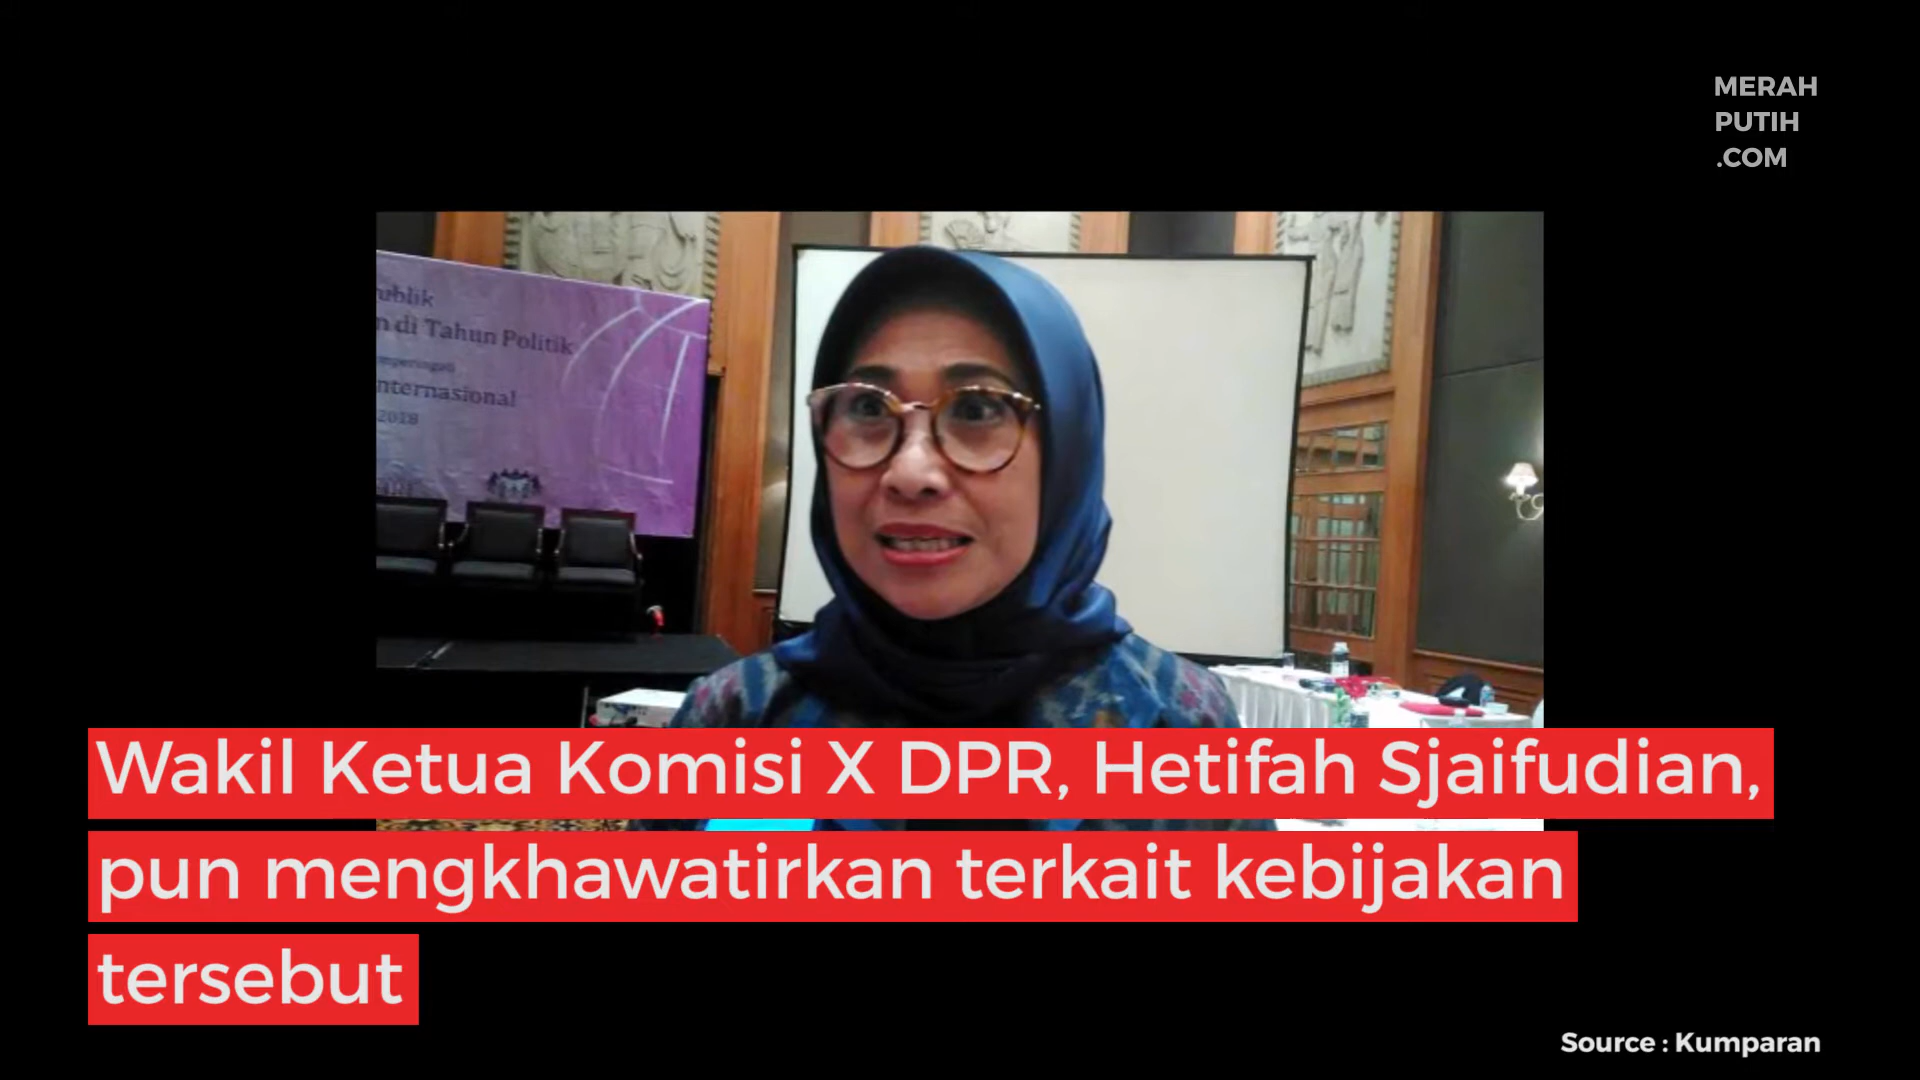 MERAH
PUTIH
.COM
ublik
n di Tahun Politik
mperingati
nternasional
2018
Wakil Ketua Komisi X DPR, Hetifah Sjaifudian,
pun mengkhawatirkan terkait kebijakan
tersebut
Source : Kumparan